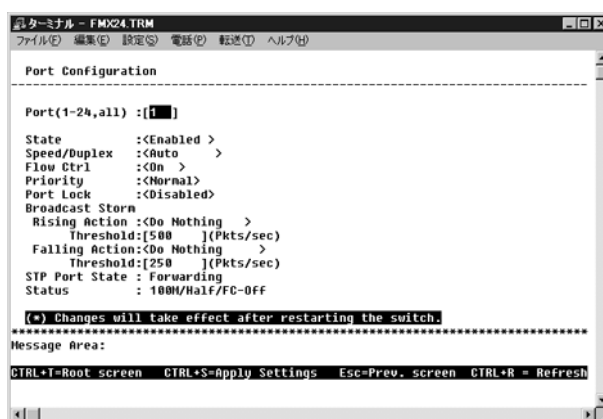 ターミナル - FMX24.TRM
ファイル(F) 編集(E) 設定(S) 電話(P) 転送(T) ヘルプ(H)
Port Configuration
Port(1-24,all) :[1 ]
State :<Enabled >
Speed/Duplex :<Auto >
Flow Ctrl :<On >
Priority :<Normal>
Port Lock :<Disabled>
Broadcast Storm
Rising Action :<Do Nothing >
Threshold:[500 ](Pkts/sec)
Falling Action:<Do Nothing >
Threshold:[250 ](Pkts/sec)
STP Port State : Forwarding
Status : 100M/Half/FC-Off
(*) Changes will take effect after restarting the switch.
Message Area:
CTRL+T=Root screen CTRL+S=Apply Settings Esc=Prev. screen CTRL+R = Refresh